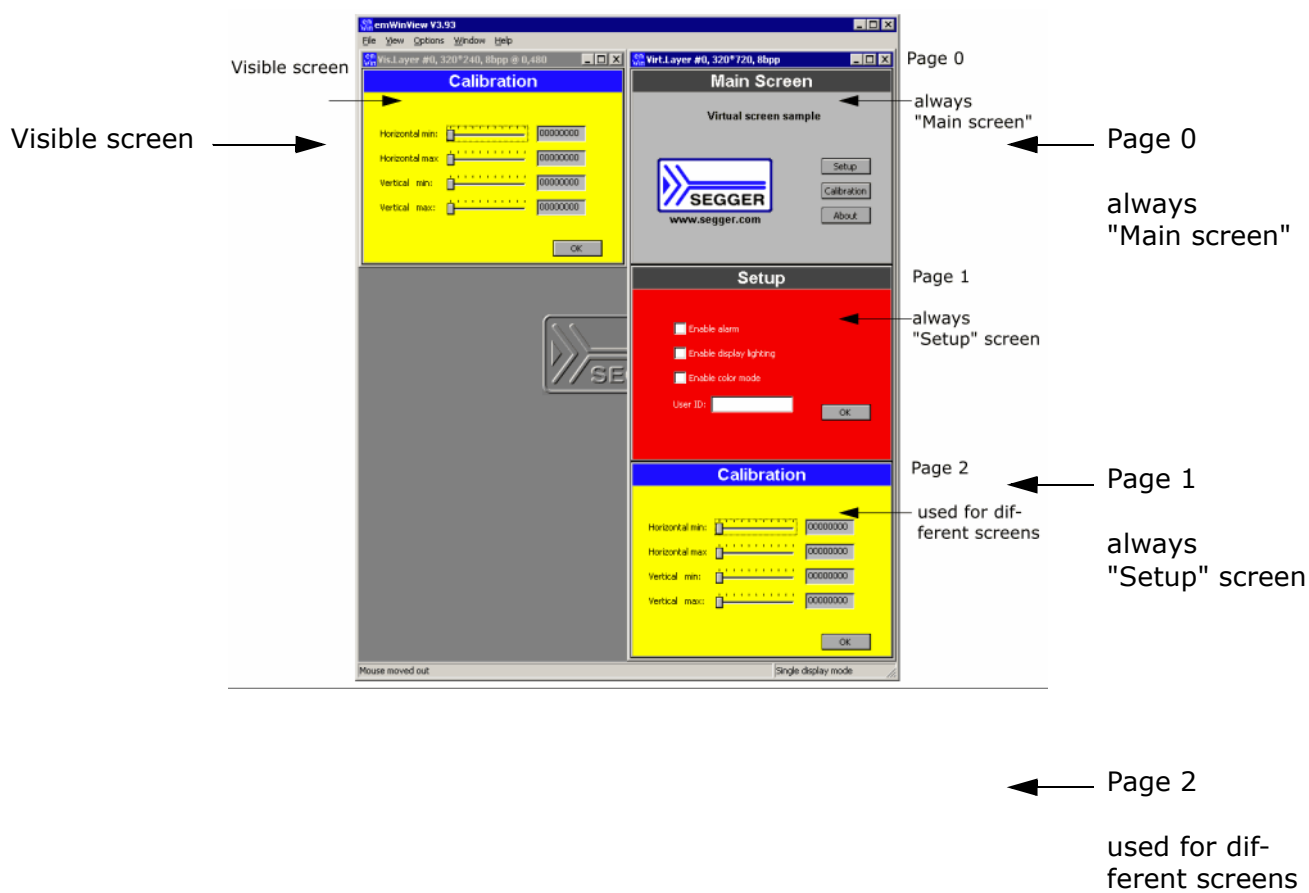 emWinView V3.93
File View Options Window Help
Vis.Layer #0, 320*240, 8bpp @ 0,480
Calibration
Horizontal min: 00000000
Horizontal max 00000000
Vertical min: 00000000
Vertical max: 00000000
OK
Virt.Layer #0, 320*720, 8bpp
Main Screen
Virtual screen sample
SEGGER
www.segger.com
Setup
Calibration
About
Setup
Enable alarm
Enable display lighting
Enable color mode
User ID:
OK
Calibration
Horizontal min: 00000000
Horizontal max 00000000
Vertical min: 00000000
Vertical max: 00000000
OK
SE
Mouse moved out
Single display mode
Visible screen
Page 0
always
"Main screen"
Page 1
always
"Setup" screen
Page 2
used for dif-
ferent screens
Visible screen
Page 0
always
"Main screen"
Page 1
always
"Setup" screen
Page 2
used for dif-
ferent screens